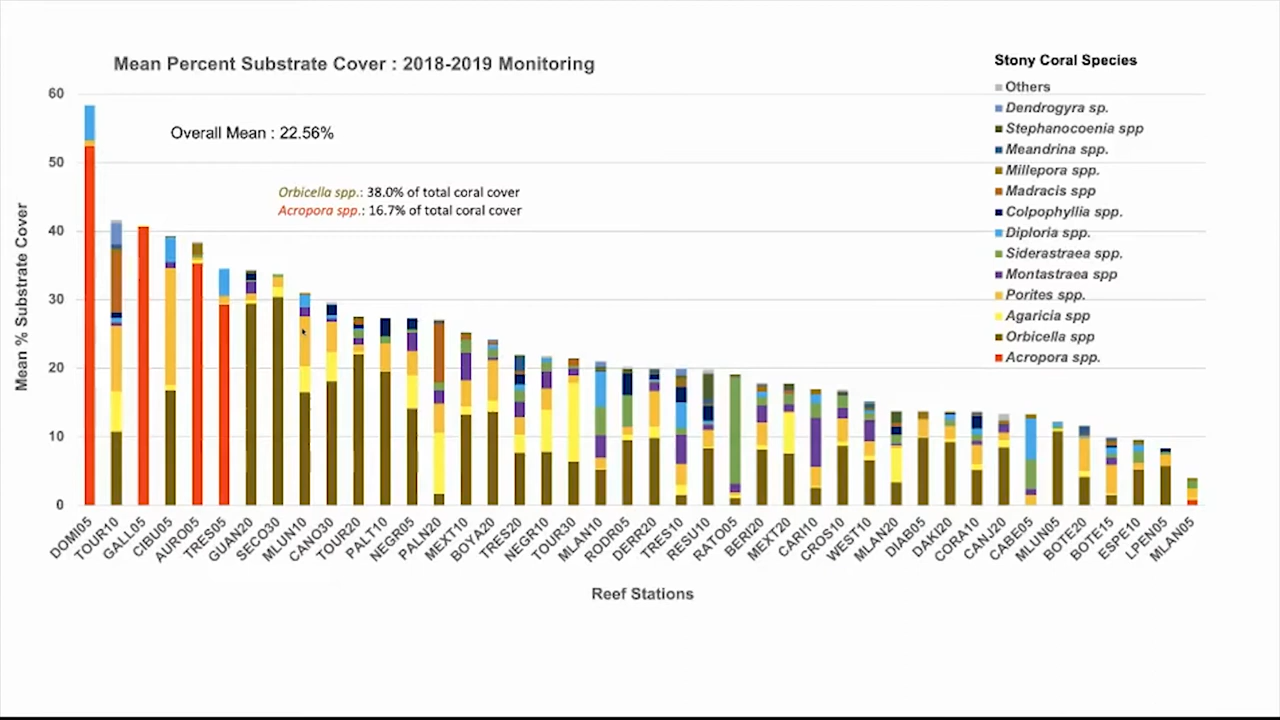 Mean Percent Substrate Cover : 2018-2019 Monitoring
Stony Coral Species
Others
Dendrogyra sp.
Stephanocoenia spp
Meandrina spp.
Millepora spp.
Madracis spp
Colpophyllia spp.
Diploria spp.
Siderastraea spp.
Montastraea spp
Porites spp.
Agaricia spp
Orbicella spp
Acropora spp.
Overall Mean : 22.56%
Orbicella spp.: 38.0% of total coral cover
Acropora spp.: 16.7% of total coral cover
Mean % Substrate Cover
60
50
40
30
20
10
0
DOMI05
TOUR10
GALL05
CIBU05
AURO05
TRES05
GUAN20
SECO30
MLUN10
CANO30
TOUR20
PALT10
NEGR05
PALN20
MEXT10
BOYA20
TRES20
NEGR10
TOUR30
MLAN10
RODR05
DERR20
TRES10
RESU10
RATO05
BERI20
MEXT20
CARI10
CROS10
WEST10
MLAN20
DIAB05
DAKI20
CORA10
CANJ20
CABE05
MLUN05
BOTE20
BOTE15
ESPE10
LPEN05
MLAN05
Reef Stations